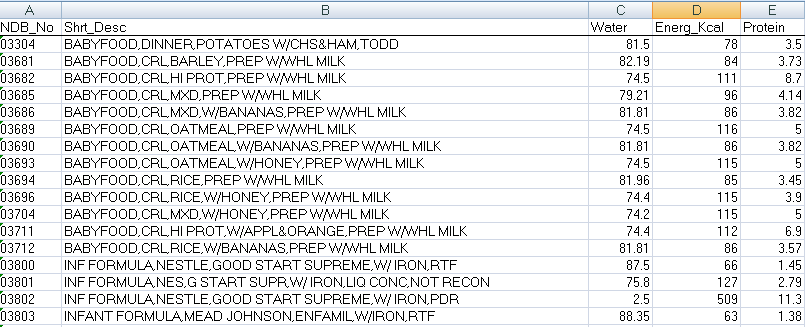 A B C D E
NDB_No Shrt_Desc Water Energ_Kcal Protein
03304 BABYFOOD,DINNER,POTATOES W/CHS&HAM,TODD 81.5 78 3.5
03681 BABYFOOD,CRL,BARLEY,PREP W/WHL MILK 82.19 84 3.73
03682 BABYFOOD,CRL,HI PROT,PREP W/WHL MILK 74.5 111 8.7
03685 BABYFOOD,CRL,MXD,PREP W/WHL MILK 79.21 96 4.14
03686 BABYFOOD,CRL,MXD,W/BANANAS,PREP W/WHL MILK 81.81 86 3.82
03689 BABYFOOD,CRL,OATMEAL,PREP W/WHL MILK 74.5 116 5
03690 BABYFOOD,CRL,OATMEAL,W/BANANAS,PREP W/WHL MILK 81.81 86 3.82
03693 BABYFOOD,CRL,OATMEAL,W/HONEY,PREP W/WHL MILK 74.5 115 5
03694 BABYFOOD,CRL,RICE,PREP W/WHL MILK 81.96 85 3.45
03696 BABYFOOD,CRL,RICE,W/HONEY,PREP W/WHL MILK 74.4 115 3.9
03704 BABYFOOD,CRL,MXD,W/HONEY,PREP W/WHL MILK 74.2 115 5
03711 BABYFOOD,CRL,HI PROT,W/APPL&ORANGE,PREP W/WHL MILK 74.4 112 6.9
03712 BABYFOOD,CRL,RICE,W/BANANAS,PREP W/WHL MILK 81.81 86 3.57
03800 INF FORMULA,NESTLE,GOOD START SUPREME,W/ IRON,RTF 87.5 66 1.45
03801 INF FORMULA,NES,G START SUPR,W/ IRON,LIQ CONC,NOT RECON 75.8 127 2.79
03802 INF FORMULA,NESTLE,GOOD START SUPREME,W/ IRON,PDR 2.5 509 11.3
03803 INFANT FORMULA,MEAD JOHNSON,ENFAMIL,W/IRON,RTF 88.35 63 1.38